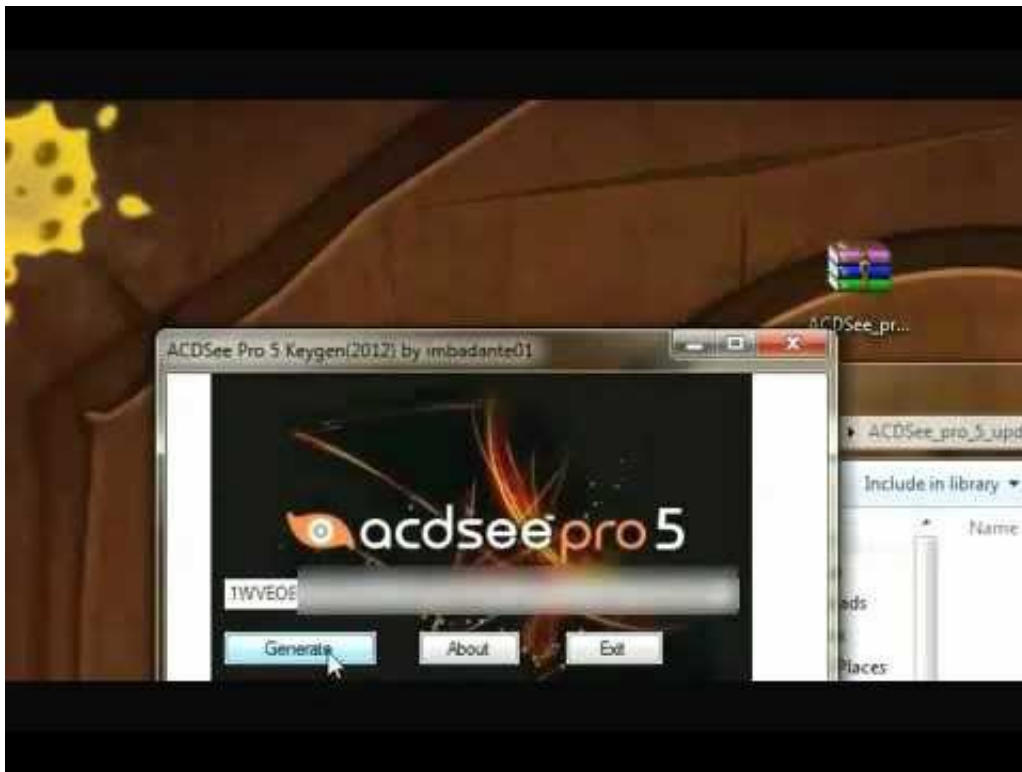 ACDSee_pr...
ACDSee Pro 5 Keygen(2012) by imbadante01
ACDSee_pro_5_upd
Include in library
Name
acdsee pro 5
1WVEOE
ads
Generate
About
Exit
Places